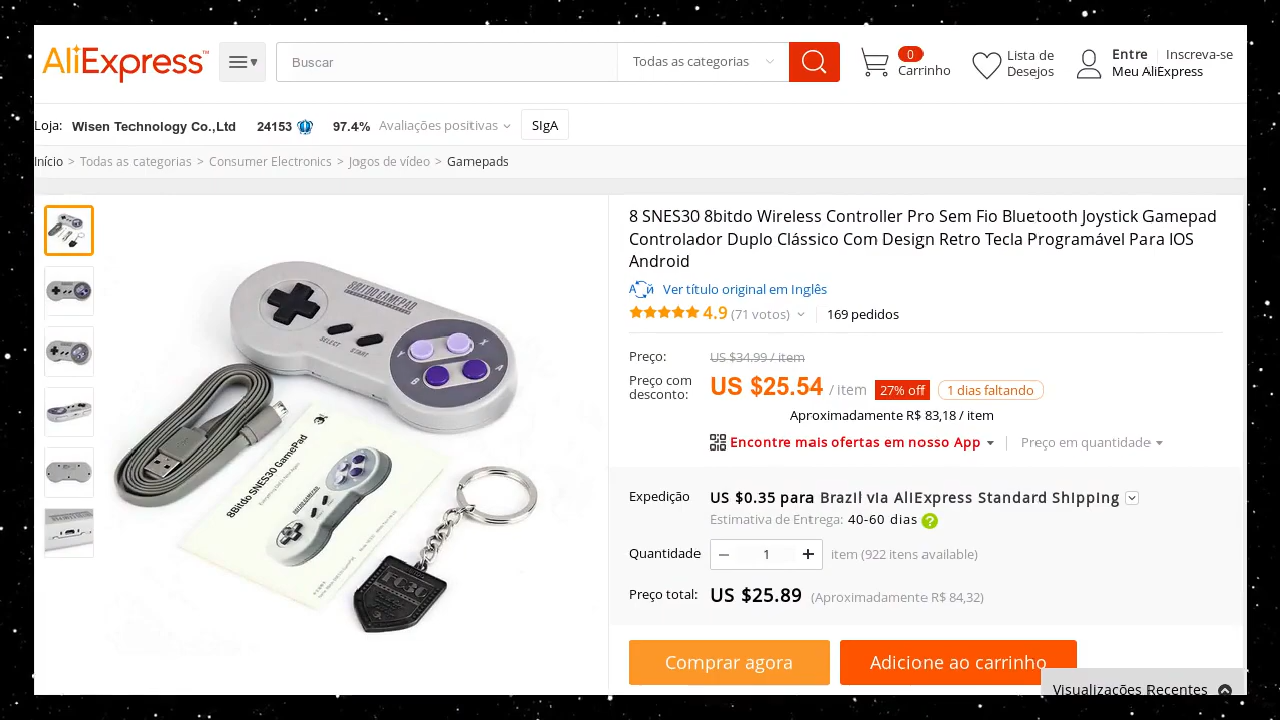 AliExpress™
Buscar
Todas as categorias
0
Carrinho
Lista de
Desejos
Entre
Inscreva-se
Meu AliExpress
Loja:
Wisen Technology Co.,Ltd
24153
97.4%
Avaliações positivas
SIgA
Início > Todas as categorias > Consumer Electronics > Jogos de vídeo > Gamepads
8 SNES30 8bitdo Wireless Controller Pro Sem Fio Bluetooth Joystick Gamepad
Controlador Duplo Clássico Com Design Retro Tecla Programável Para IOS
Android
Ver título original em Inglês
4.9 (71 votos)
169 pedidos
Preço:
US $34.99 / item
Preço com
desconto:
US $25.54 / item
27% off
1 dias faltando
Aproximadamente R$ 83,18 / item
Encontre mais ofertas em nosso App
Preço em quantidade
Expedição
US $0.35 para Brazil via AliExpress Standard Shipping
Estimativa de Entrega: 40-60 dias ?
Quantidade
1
item (922 itens available)
Preço total:
US $25.89 (Aproximadamente R$ 84,32)
Comprar agora
Adicione ao carrinho
Visualizações Recentes
8BITDO GAMEPAD
SELECT
START
Y
X
B
A
8Bitdo SNES30 GamePad
FC30